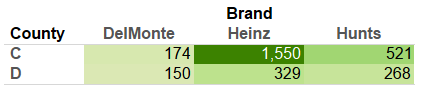 Brand
County DelMonte Heinz Hunts
C 174 1,550 521
D 150 329 268